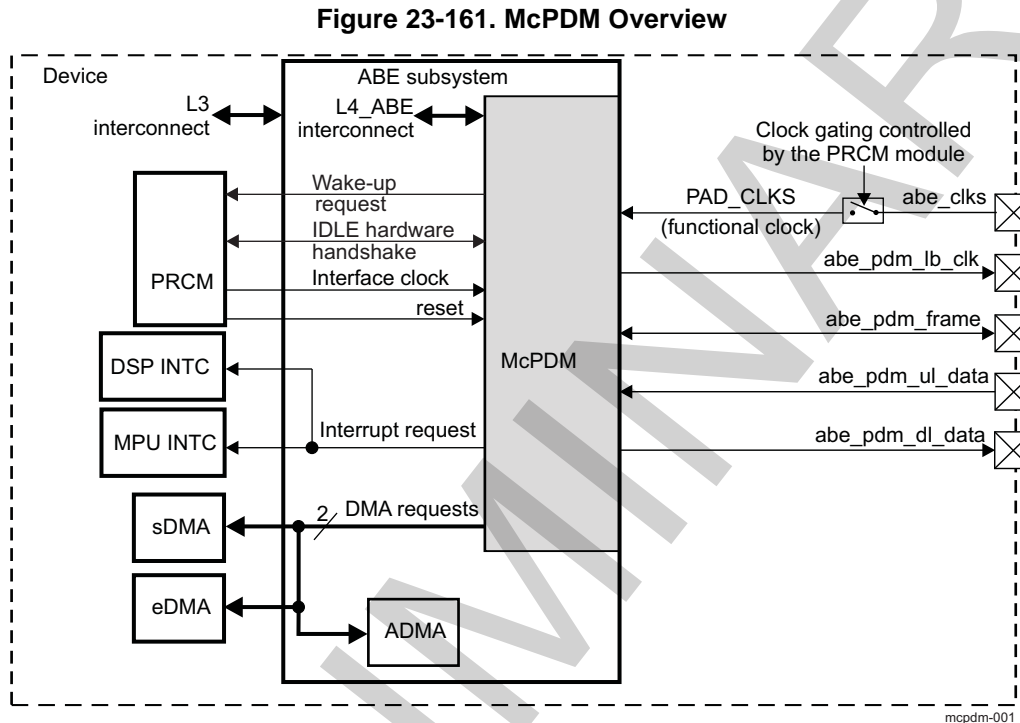 Figure 23-161. McPDM Overview
Device
ABE subsystem
L3
interconnect
L4_ABE
interconnect
Clock gating controlled
by the PRCM module
Wake-up
request
PAD_CLKS
(functional clock)
abe_clks
IDLE hardware
handshake
PRCM
Interface clock
abe_pdm_lb_clk
reset
abe_pdm_frame
DSP INTC
McPDM
abe_pdm_ul_data
MPU INTC
Interrupt request
abe_pdm_dl_data
sDMA
2
DMA requests
eDMA
ADMA
mcpdm-001